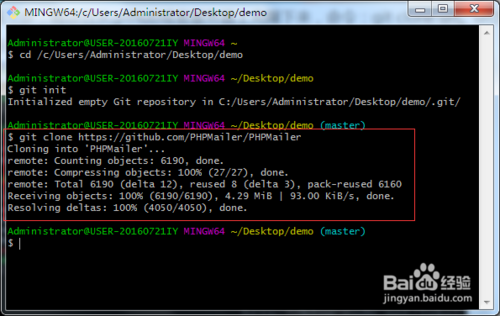 MINGW64:/c/Users/Administrator/Desktop/demo
Administrator@USER-20160721IY MINGW64 ~
$ cd /c/Users/Administrator/Desktop/demo
Administrator@USER-20160721IY MINGW64 ~/Desktop/demo
$ git init
Initialized empty Git repository in C:/Users/Administrator/Desktop/demo/.git/
Administrator@USER-20160721IY MINGW64 ~/Desktop/demo (master)
$ git clone https://github.com/PHPMailer/PHPMailer
Cloning into 'PHPMailer'...
remote: Counting objects: 6190, done.
remote: Compressing objects: 100% (27/27), done.
remote: Total 6190 (delta 12), reused 8 (delta 3), pack-reused 6160
Receiving objects: 100% (6190/6190), 4.29 MiB | 93.00 KiB/s, done.
Resolving deltas: 100% (4050/4050), done.
Administrator@USER-20160721IY MINGW64 ~/Desktop/demo (master)
$
Baidu 经验
jingyan.baidu.com